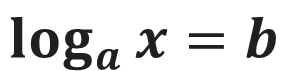 logₐ x = b